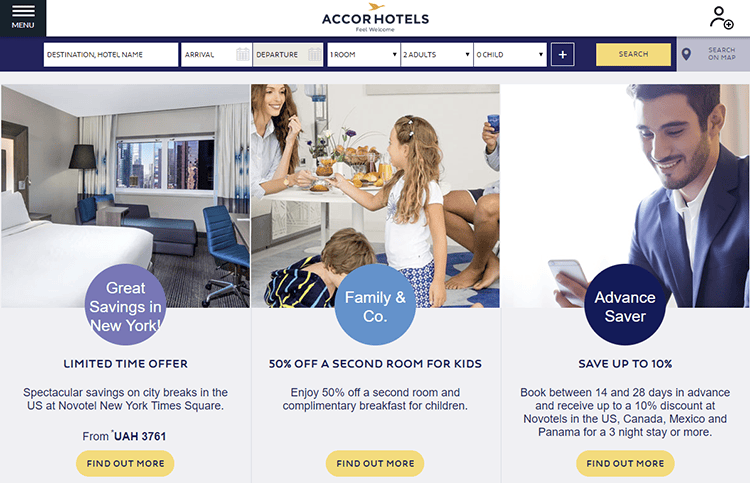 MENU
ACCORHOTELS
Feel Welcome
DESTINATION, HOTEL NAME
ARRIVAL
DEPARTURE
1 ROOM
2 ADULTS
0 CHILD
+
SEARCH
SEARCH
ON MAP
Great
Savings in
New York!
LIMITED TIME OFFER
Spectacular savings on city breaks in the
US at Novotel New York Times Square.
From *UAH 3761
FIND OUT MORE
Family &
Co.
50% OFF A SECOND ROOM FOR KIDS
Enjoy 50% off a second room and
complimentary breakfast for children.
FIND OUT MORE
Advance
Saver
SAVE UP TO 10%
Book between 14 and 28 days in advance
and receive up to a 10% discount at
Novotels in the US, Canada, Mexico and
Panama for a 3 night stay or more.
FIND OUT MORE